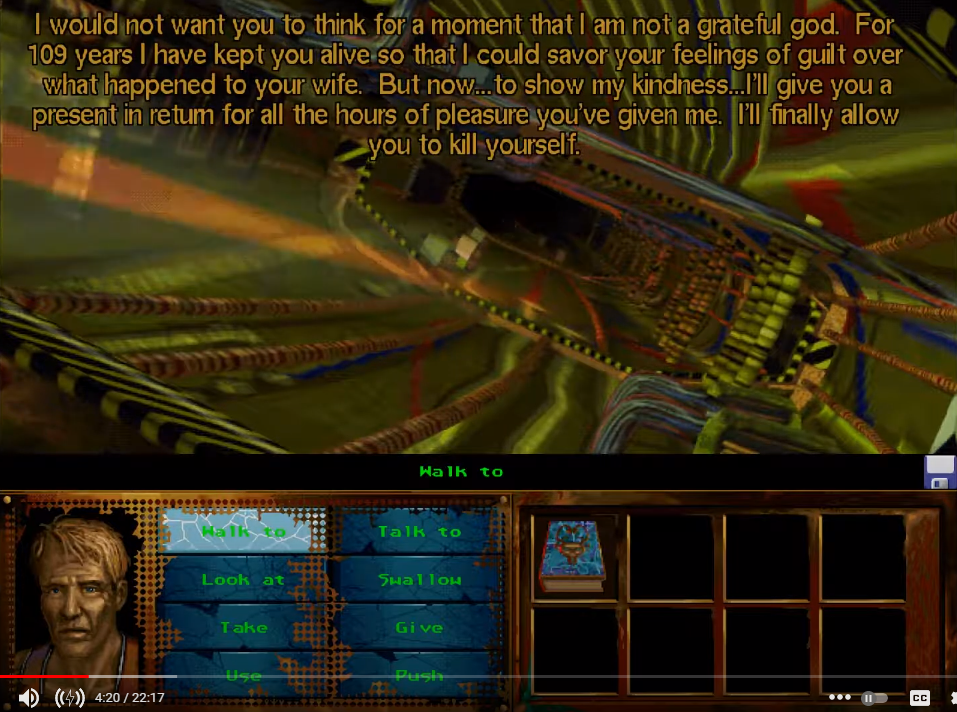 I would not want you to think for a moment that I am not a grateful god. For
109 years I have kept you alive so that I could savor your feelings of guilt over
what happened to your wife. But now...to show my kindness...I'll give you a
present in return for all the hours of pleasure you've given me. I'll finally allow
you to kill yourself.
Walk to
Walk to
Talk to
Look at
Swallow
Take
Give
Use
Push
4:20 / 22:17
CC